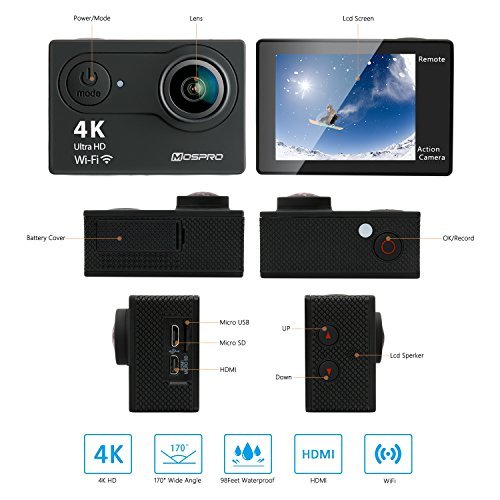 Power/Mode
Lens
Lcd Screen
mode
4K
Ultra HD
Wi-Fi
MOSPRO
Remote
Action
Camera
Battery Cover
OK/Record
Micro USB
Micro SD
HDMI
UP
Down
Lcd Sperker
4K
170°
HDMI
4K HD
170° Wide Angle
98Feet Waterproof
HDMI
WiFi